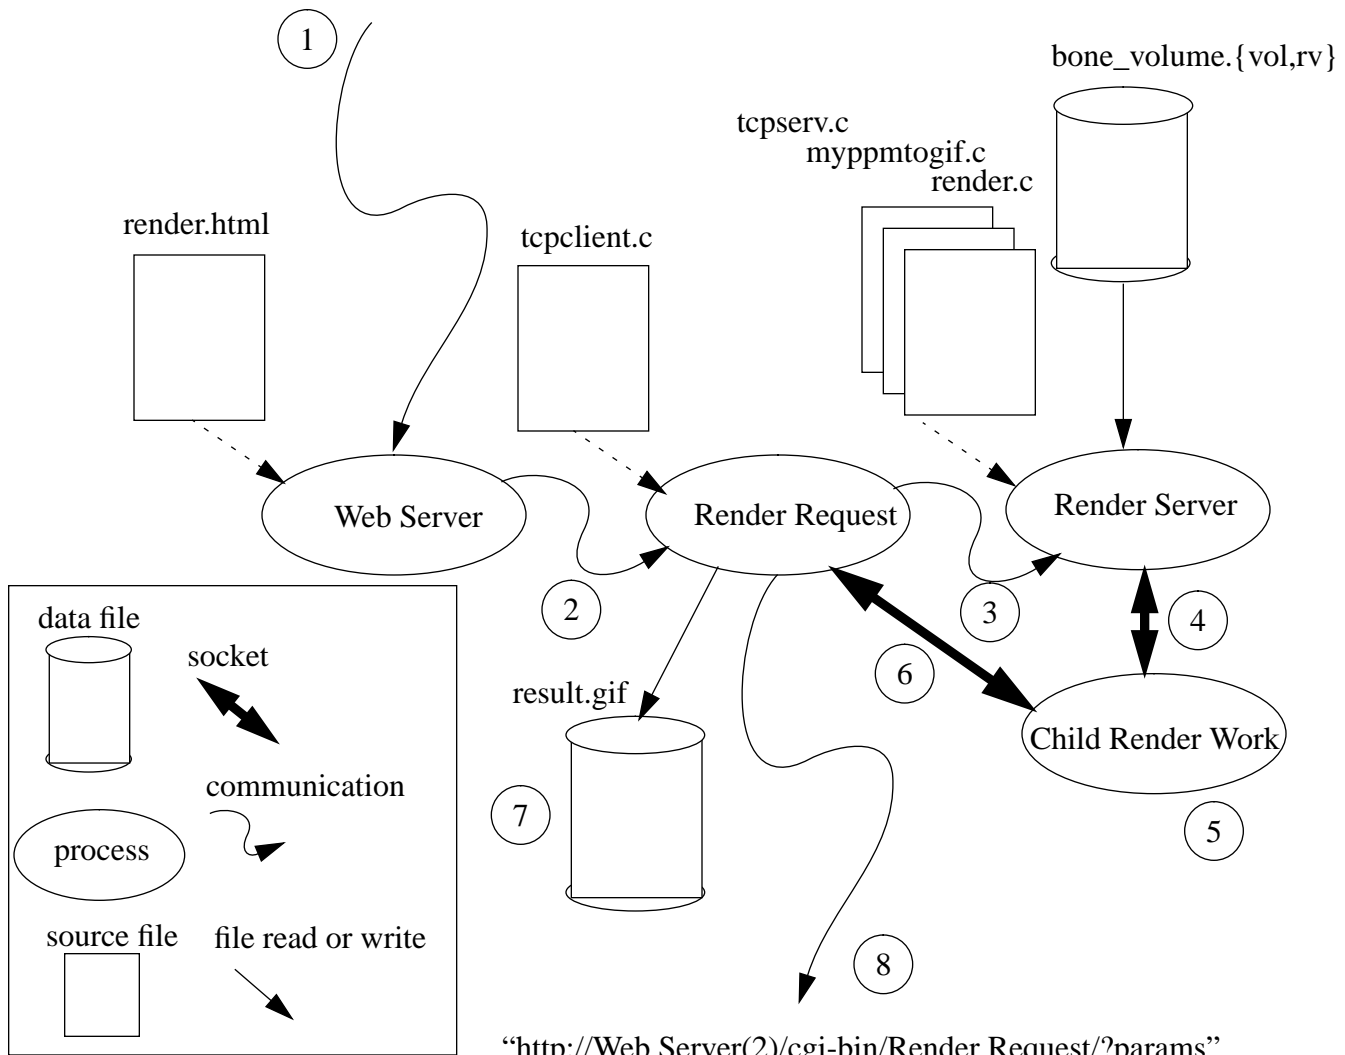 1
bone_volume.{vol,rv}
tcpserv.c
myppmtogif.c
render.c
render.html
tcpclient.c
Web Server
Render Request
Render Server
2
3
4
data file
socket
6
result.gif
Child Render Work
communication
7
5
process
source file
file read or write
8
“http://Web Server(2)/cgi-bin/Render Request/?params”